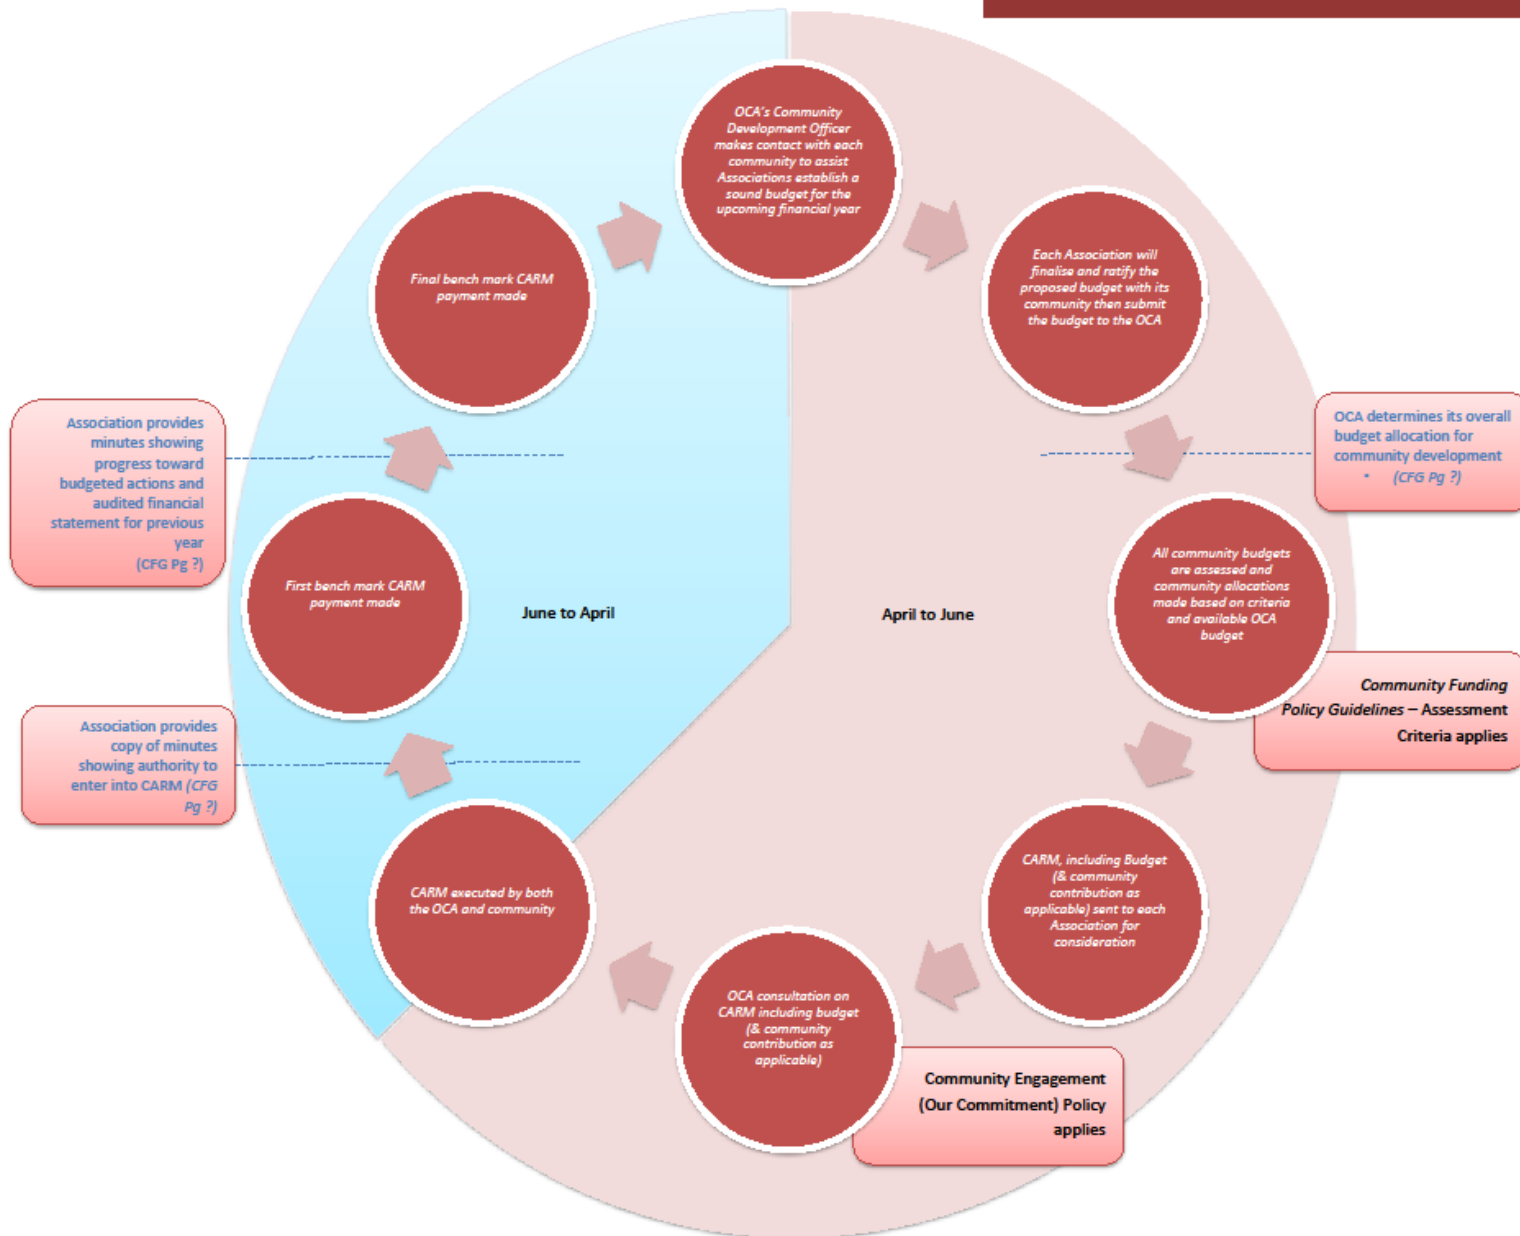 OCA's Community
Development Officer
makes contact with each
community to assist
Associations establish a
sound budget for the
upcoming financial year
Each Association will
finalise and ratify the
proposed budget with its
community then submit
the budget to the OCA
OCA determines its overall
budget allocation for
community development
• (CFG Pg ?)
All community budgets
are assessed and
community allocations
made based on criteria
and available OCA
budget
Community Funding
Policy Guidelines – Assessment
Criteria applies
CARM, including Budget
(& community
contribution as
applicable) sent to each
Association for
consideration
OCA consultation on
CARM including budget
(& community
contribution as
applicable)
Community Engagement
(Our Commitment) Policy
applies
CARM executed by both
the OCA and community
Association provides
copy of minutes
showing authority to
enter into CARM (CFG
Pg ?)
First bench mark CARM
payment made
Association provides
minutes showing
progress toward
budgeted actions and
audited financial
statement for previous
year
(CFG Pg ?)
Final bench mark CARM
payment made
June to April
April to June